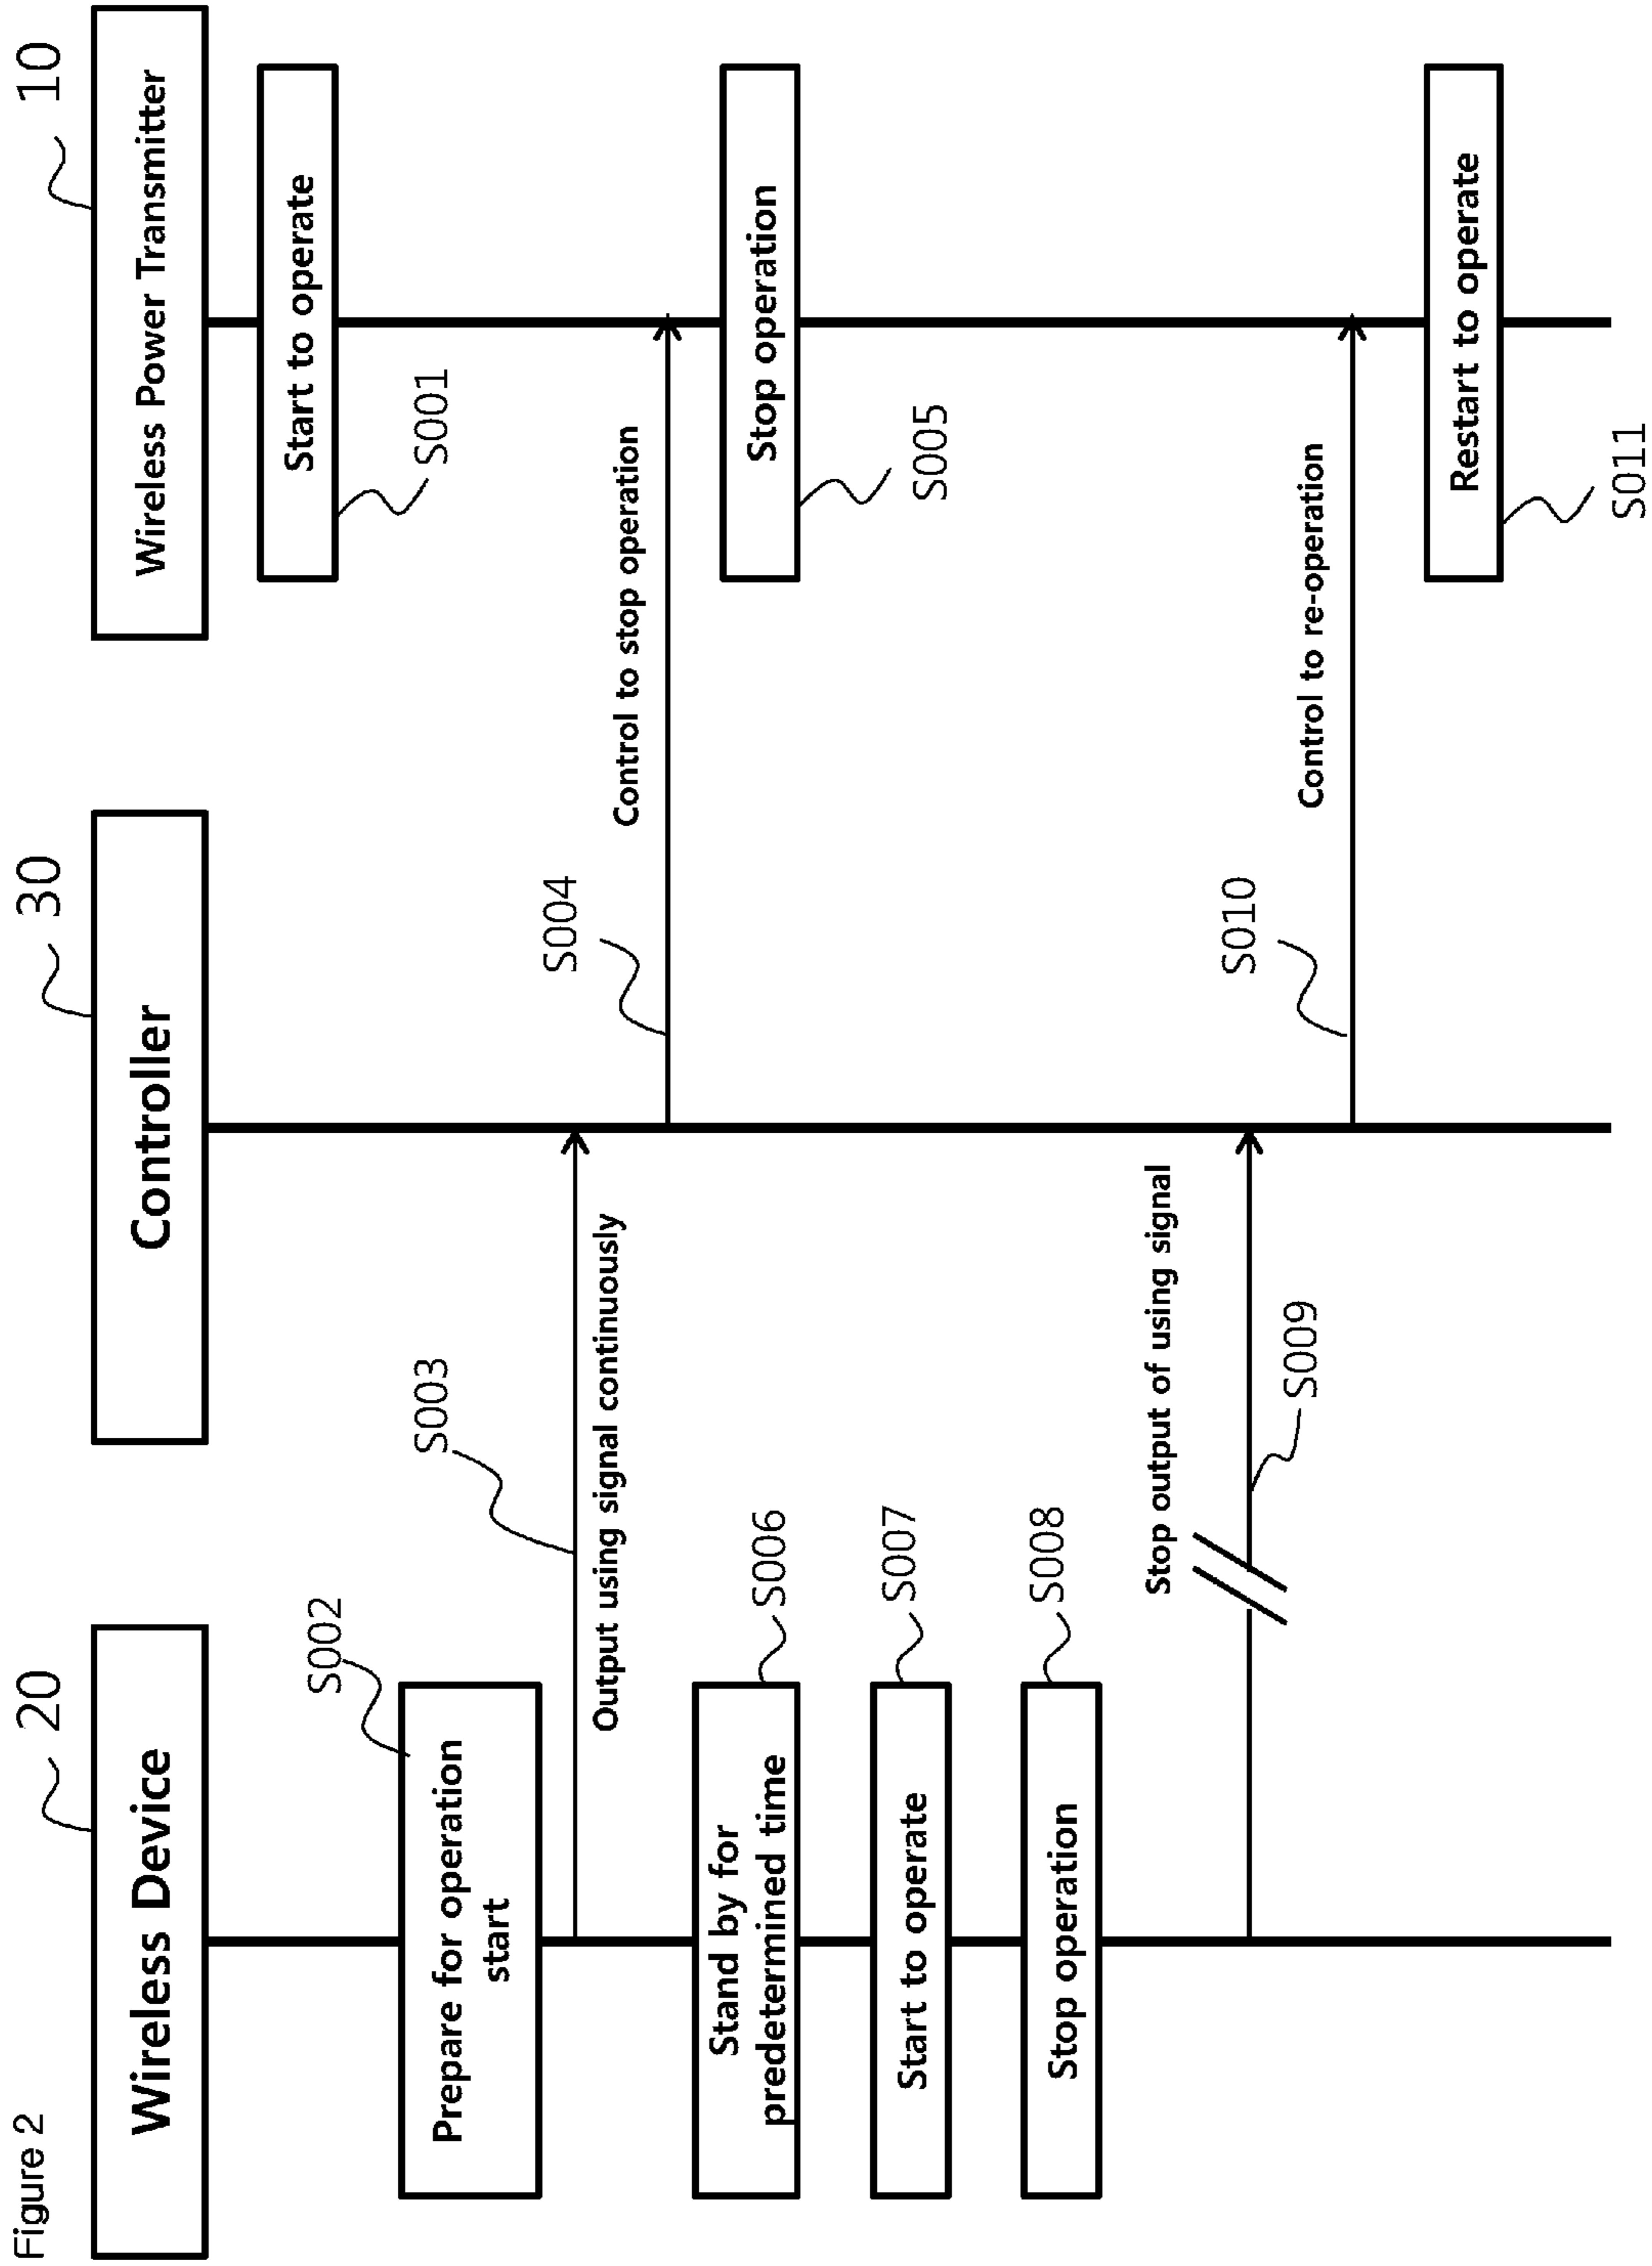 Figure 2
20
30
10
Wireless Device
Controller
Wireless Power Transmitter
Start to operate
S001
S002
Prepare for operation
start
S003
Output using signal continuously
S004
Control to stop operation
Stop operation
S005
Stand by for
predetermined time
S006
Start to operate
S007
Stop operation
S008
Stop output of using signal
S009
S010
Control to re-operation
Restart to operate
S011